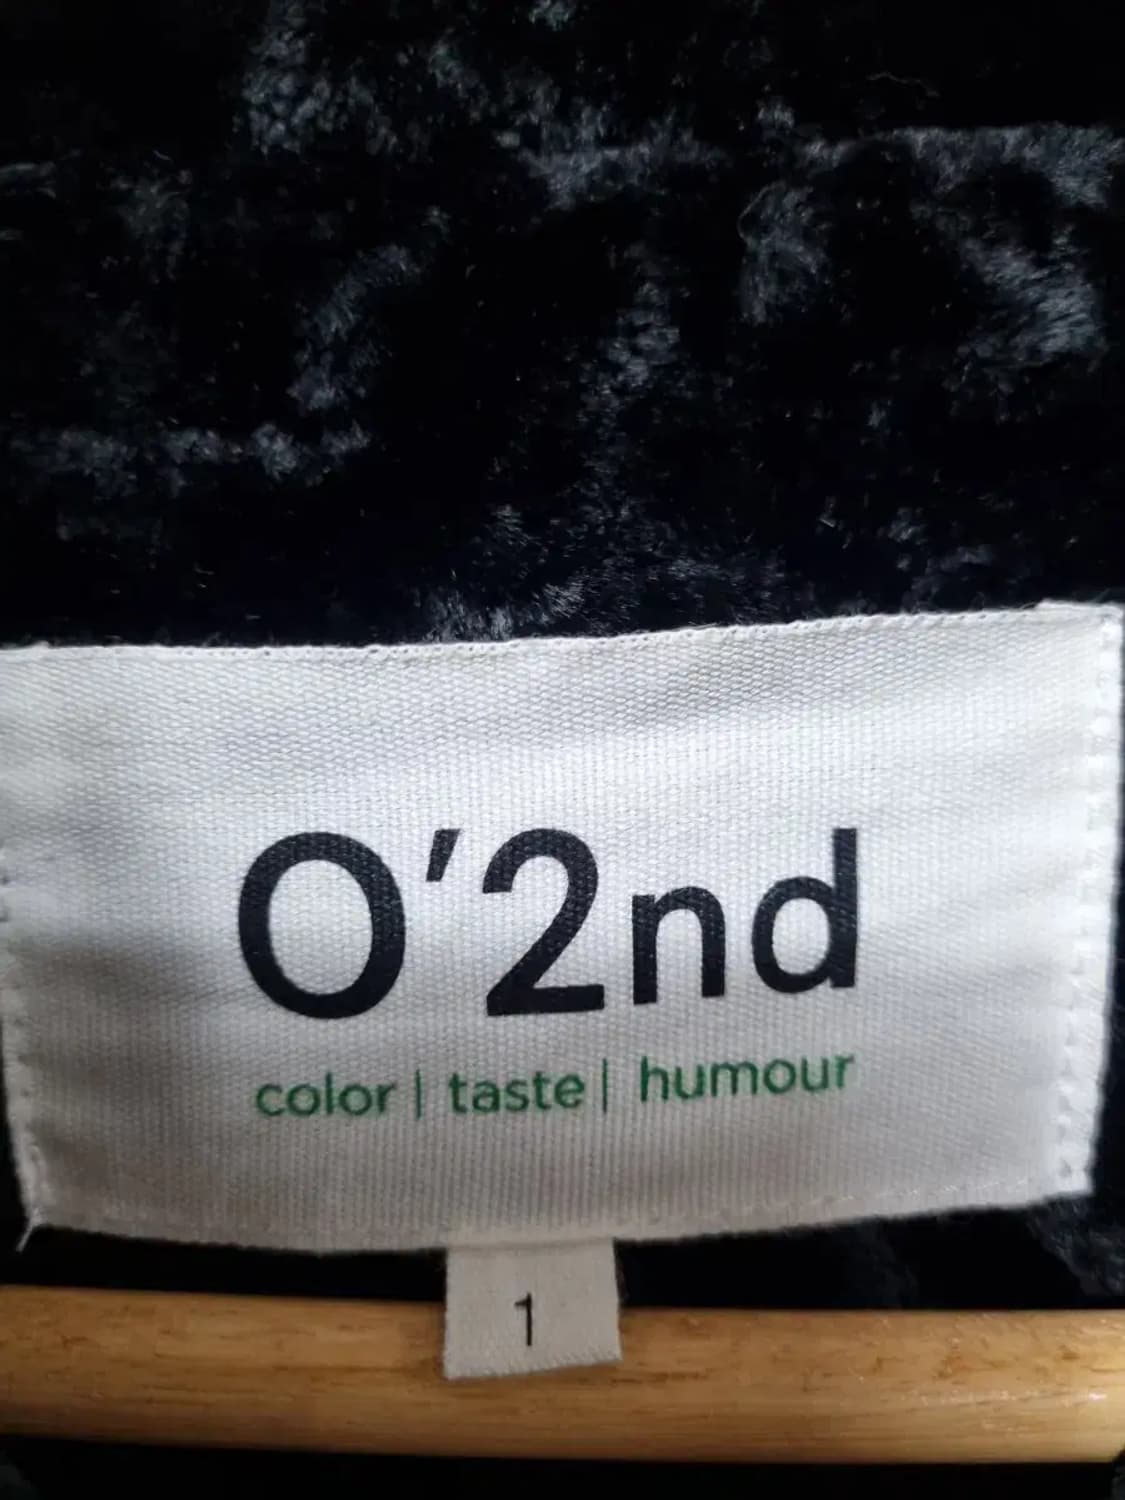 O'2nd
color | taste | humour
1